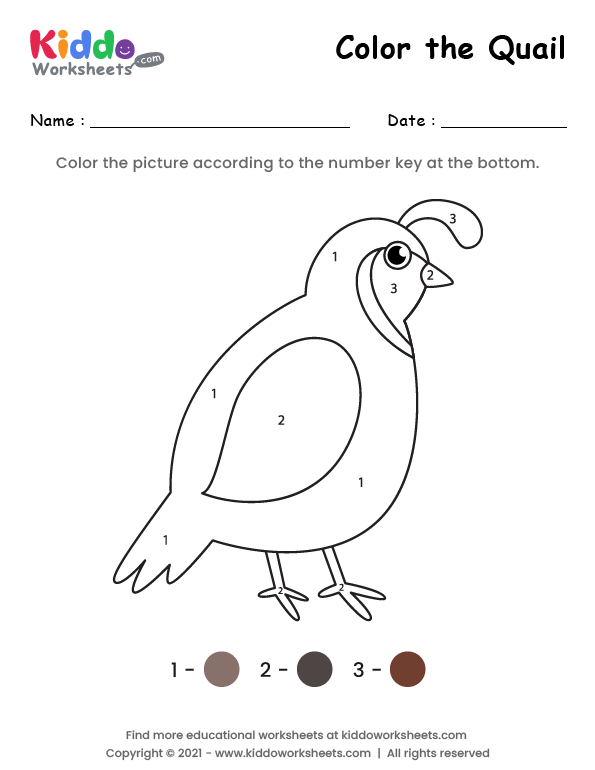 Kiddo
Worksheets.com
Color the Quail
Name :
Date :
Color the picture according to the number key at the bottom.
3
1
2
3
1
2
1
1
2
2
1 -
2 -
3 -
Find more educational worksheets at kiddoworksheets.com
Copyright © 2021 - www.kiddoworksheets.com | All rights reserved